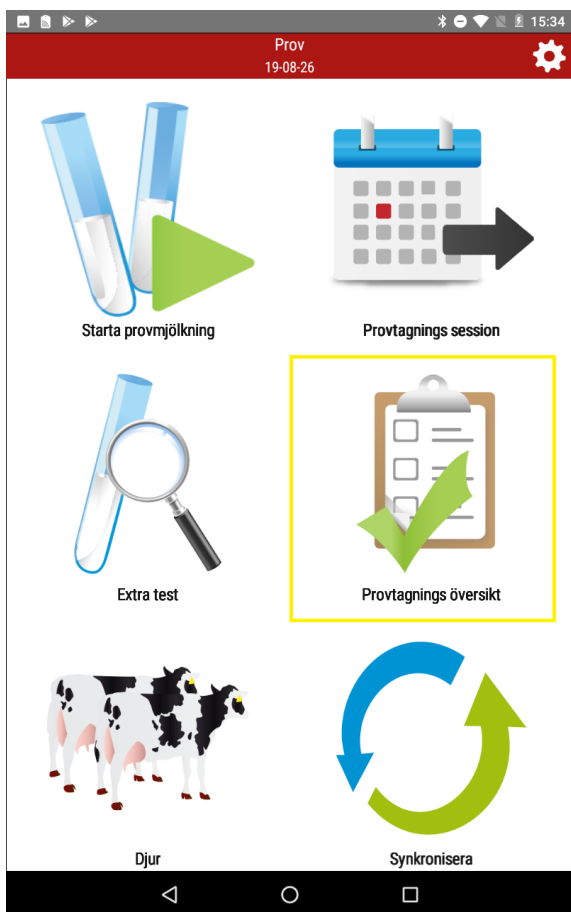 15:34
Prov
19-08-26
Starta provmjölkning
Provtagnings session
Extra test
Provtagnings översikt
Djur
Synkronisera